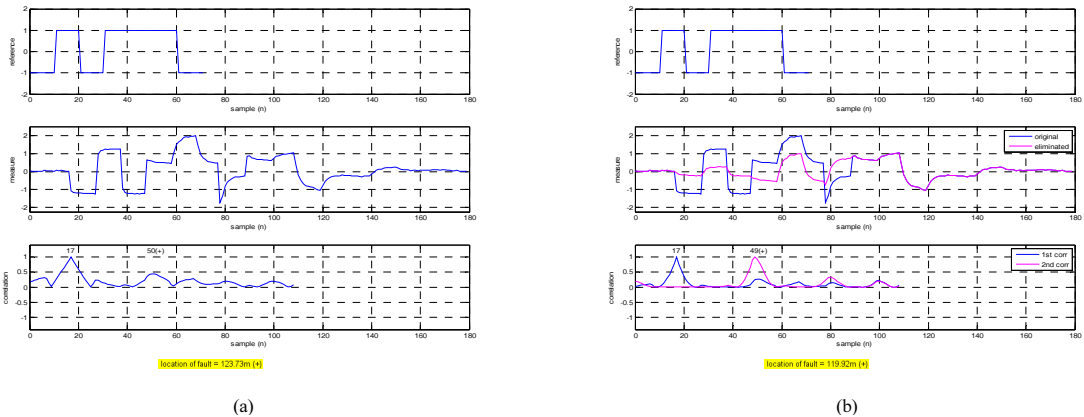 2
1
0
-1
-2
reference
0 20 40 60 80 100 120 140 160 180
sample (n)
2
1
0
-1
-2
measure
0 20 40 60 80 100 120 140 160 180
sample (n)
17 50(+)
1
0.5
0
-0.5
-1
correlation
0 20 40 60 80 100 120 140 160 180
sample (n)
location of fault = 123.73m (+)
(a)
2
1
0
-1
-2
reference
0 20 40 60 80 100 120 140 160 180
sample (n)
original
eliminated
2
1
0
-1
-2
measure
0 20 40 60 80 100 120 140 160 180
sample (n)
17 49(+)
1st corr
2nd corr
1
0.5
0
-0.5
-1
correlation
0 20 40 60 80 100 120 140 160 180
sample (n)
location of fault = 119.92m (+)
(b)